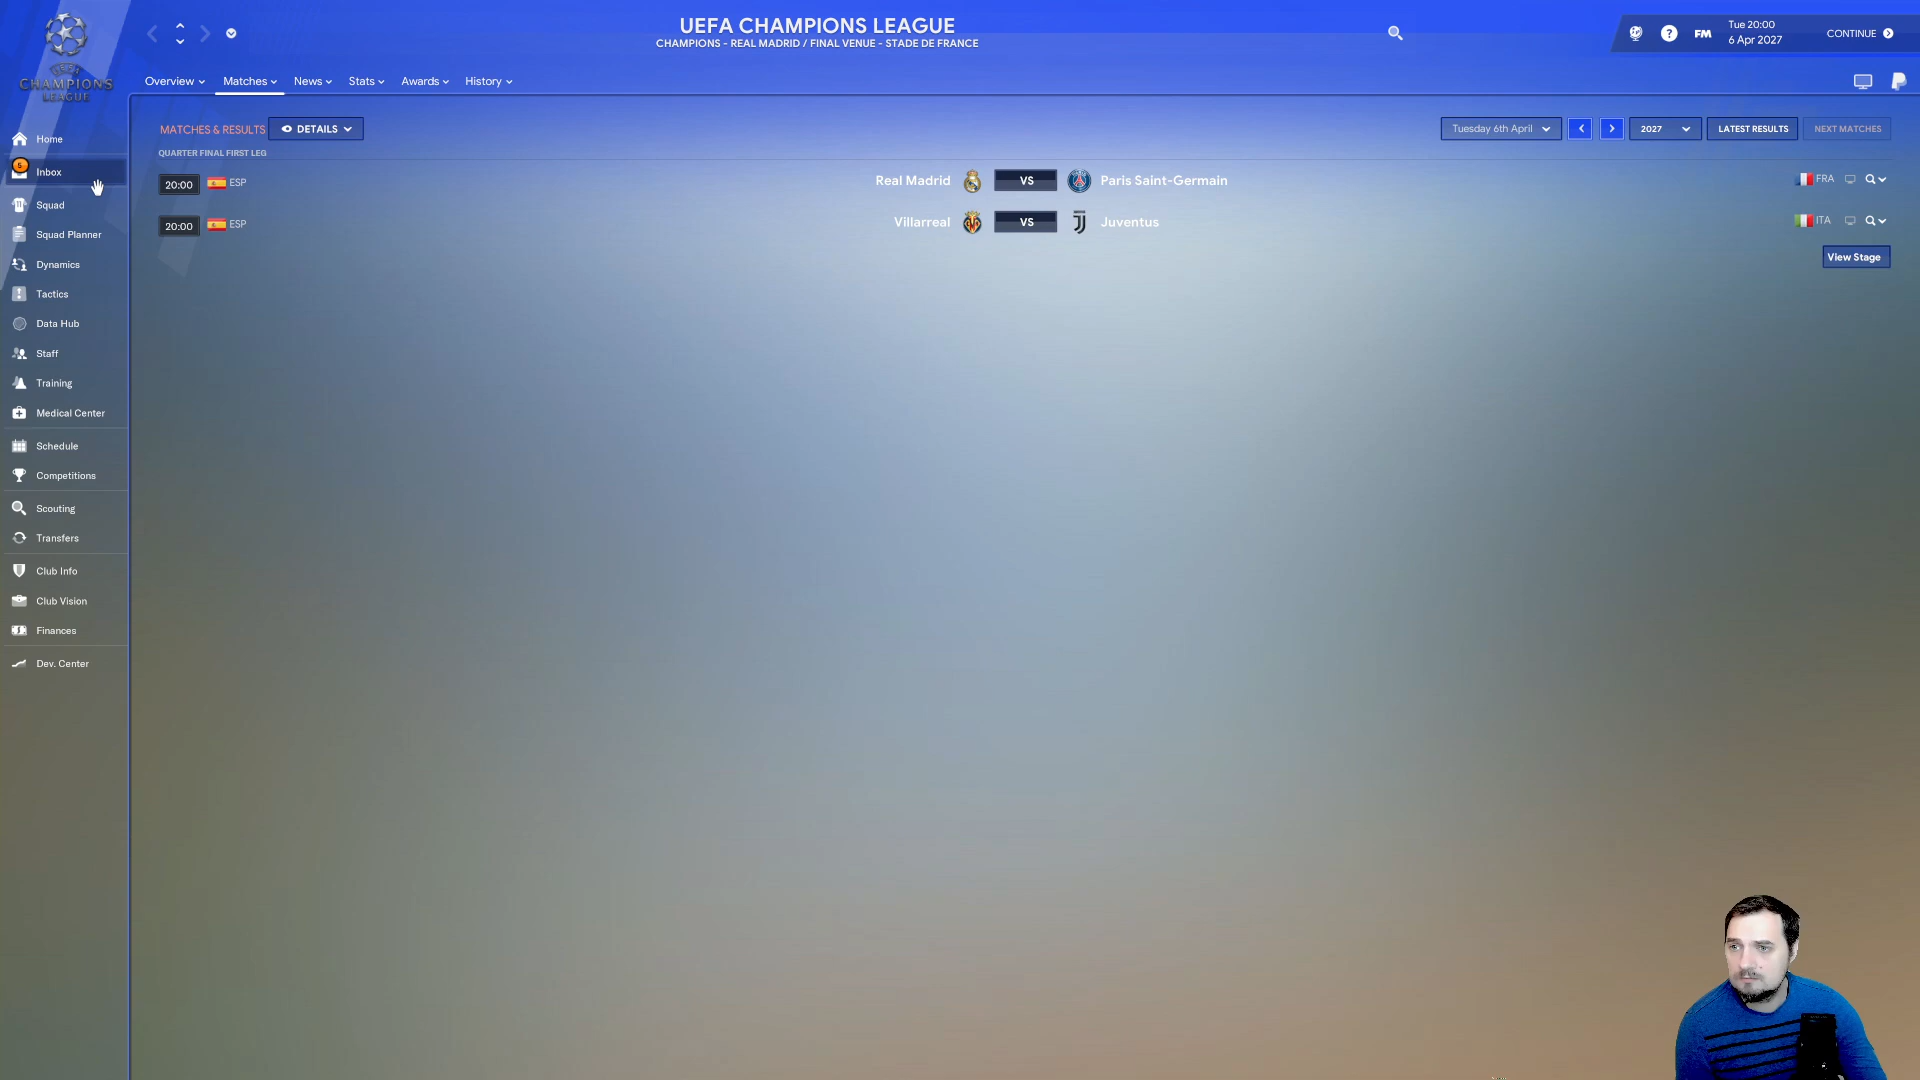 UEFA CHAMPIONS LEAGUE
CHAMPIONS - REAL MADRID / FINAL VENUE - STADE DE FRANCE
UEFA
CHAMPIONS
LEAGUE
? FM
Tue 20:00
6 Apr 2027
CONTINUE
Overview Matches News Stats Awards History
MATCHES & RESULTS DETAILS
Tuesday 6th April 2027 LATEST RESULTS NEXT MATCHES
QUARTER FINAL FIRST LEG
20:00 ESP Real Madrid VS Paris Saint-Germain FRA
20:00 ESP Villarreal VS Juventus ITA
View Stage
Home
5
Inbox
Squad
Squad Planner
Dynamics
Tactics
Data Hub
Staff
Training
Medical Center
Schedule
Competitions
Scouting
Transfers
Club Info
Club Vision
Finances
Dev. Center